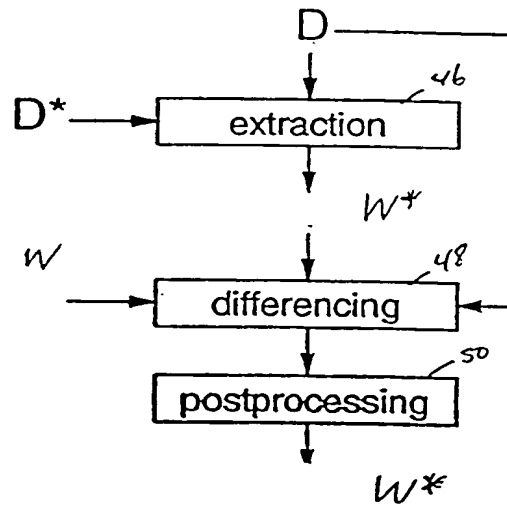 D
46
D*
extraction
W*
W
48
differencing
50
postprocessing
W*